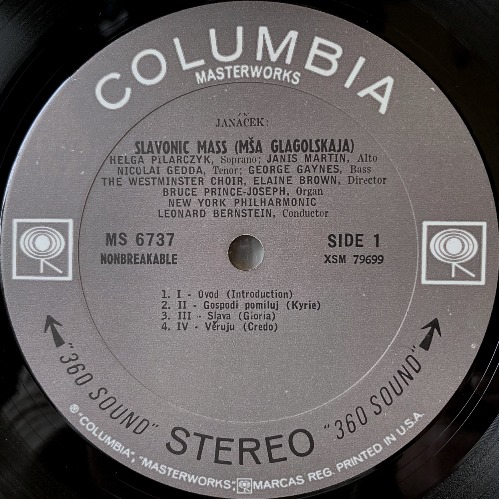 COLUMBIA
MASTERWORKS
JANÁČEK:
SLAVONIC MASS (MŠA GLAGOLSKAJA)
HELGA PILARCZYK, Soprano; JANIS MARTIN, Alto
NICOLAI GEDDA, Tenor; GEORGE GAYNES, Bass
THE WESTMINSTER CHOIR, ELAINE BROWN, Director
BRUCE PRINCE-JOSEPH, Organ
NEW YORK PHILHARMONIC
LEONARD BERNSTEIN, Conductor
MS 6737
NONBREAKABLE
SIDE 1
XSM 79699
1. I - Úvod (Introduction)
2. II - Gospodi pomiluj (Kyrie)
3. III - Slava (Gloria)
4. IV - Věruju (Credo)
"360 SOUND" STEREO "360 SOUND"
® "COLUMBIA", "MASTERWORKS", MARCAS REG. PRINTED IN U.S.A.